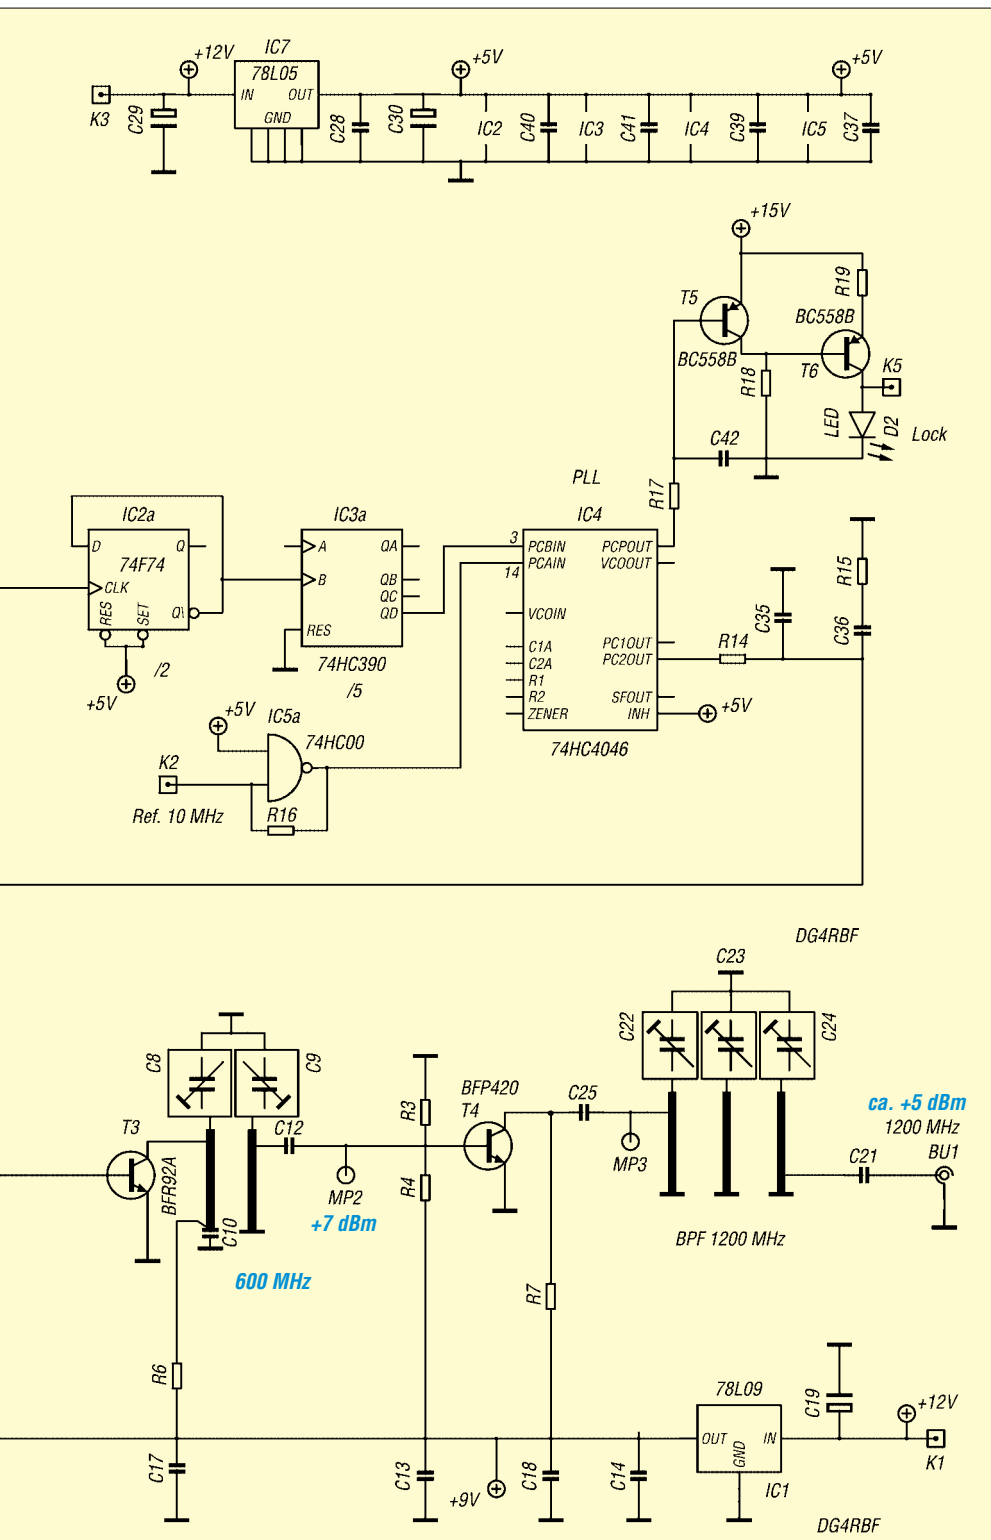 +12V
IC7
78L05
IN OUT
GND
K3
C29
C28
C30
+5V
IC2
C40
IC3
C41
IC4
C39
IC5
C37
+5V
+15V
T5
BC558B
R19
BC558B
T6
R18
K5
LED
D2
Lock
C42
R17
PLL
IC2a
D Q
74F74
CLK
RES
SET
Q\
+5V
/2
IC3a
A QA
B QB
QC
QD
RES
74HC390
/5
IC4
3
14
PCBIN PCPOUT
PCAIN VCOOUT
VCOIN
C1A PC1OUT
C2A PC2OUT
R1
R2 SFOUT
ZENER INH
74HC4046
+5V
R14
C35
R15
C36
+5V
IC5a
74HC00
K2
Ref. 10 MHz
R16
DG4RBF
C23
C22
C24
C8
C9
T3
BFR92A
C10
C12
MP2
+7 dBm
600 MHz
R3
R4
BFP420
T4
C25
MP3
ca. +5 dBm
1200 MHz
BU1
C21
BPF 1200 MHz
R7
R6
78L09
OUT IN
GND
IC1
C19
+12V
K1
C17
C13
+9V
C18
C14
DG4RBF